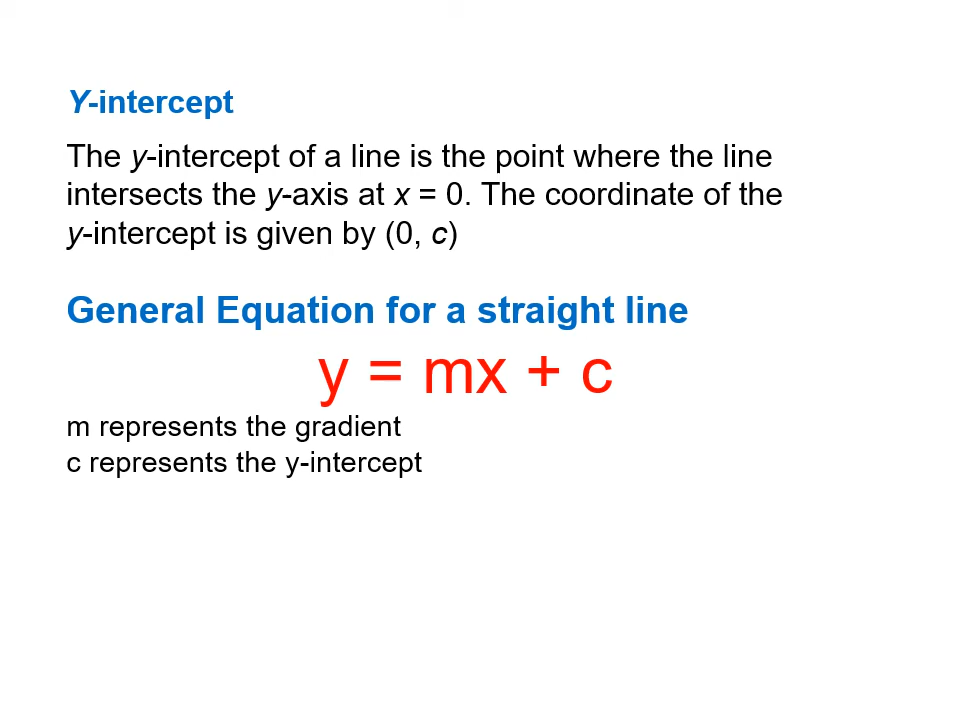 Y-intercept
The y-intercept of a line is the point where the line
intersects the y-axis at x = 0. The coordinate of the
y-intercept is given by (0, c)
General Equation for a straight line
y = mx + c
m represents the gradient
c represents the y-intercept